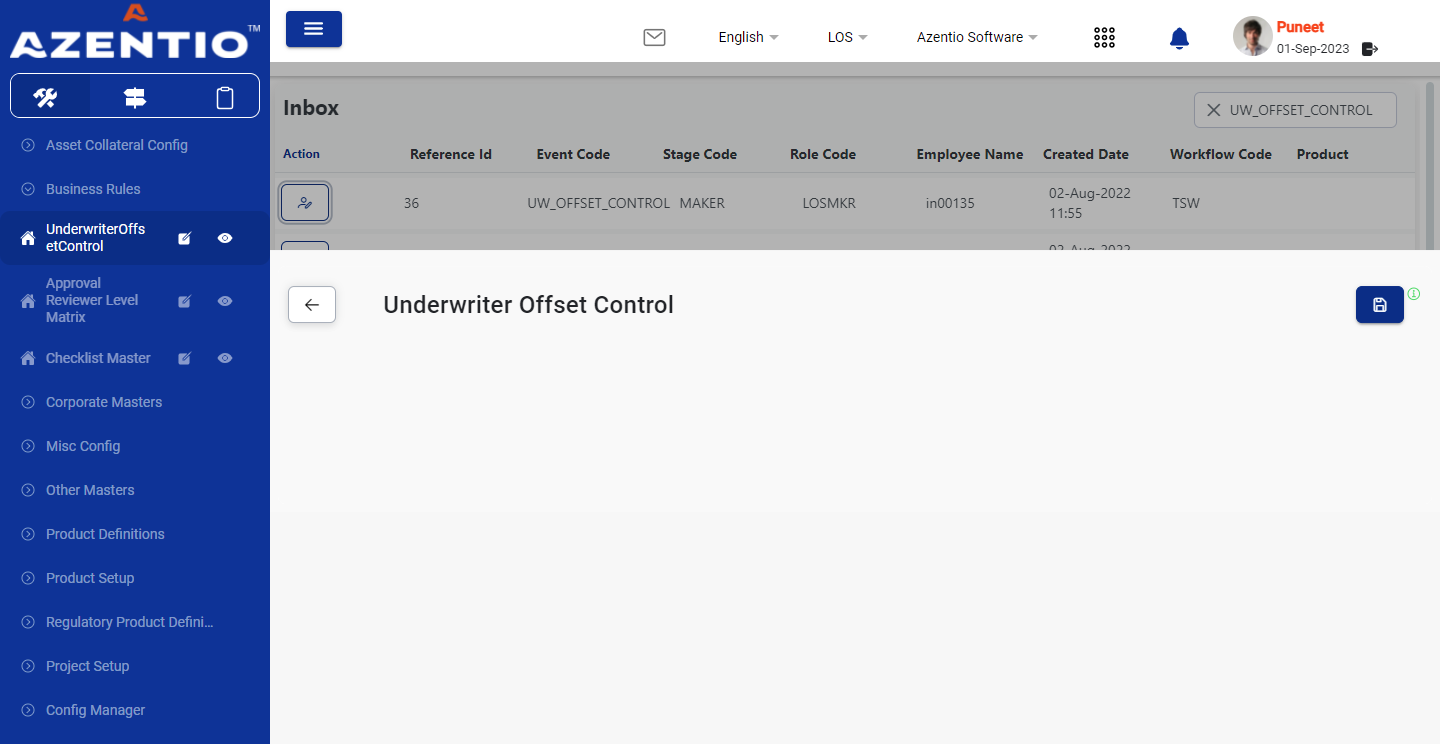 AZENTIO™
English
LOS
Azentio Software
Puneet
01-Sep-2023
Asset Collateral Config
Business Rules
UnderwriterOffs
etControl
Approval
Reviewer Level
Matrix
Checklist Master
Corporate Masters
Misc Config
Other Masters
Product Definitions
Product Setup
Regulatory Product Defini...
Project Setup
Config Manager
Inbox
UW_OFFSET_CONTROL
Action Reference Id Event Code Stage Code Role Code Employee Name Created Date Workflow Code Product
36 UW_OFFSET_CONTROL MAKER LOSMKR in00135 02-Aug-2022 TSW
11:55
02-Aug-2022
Underwriter Offset Control